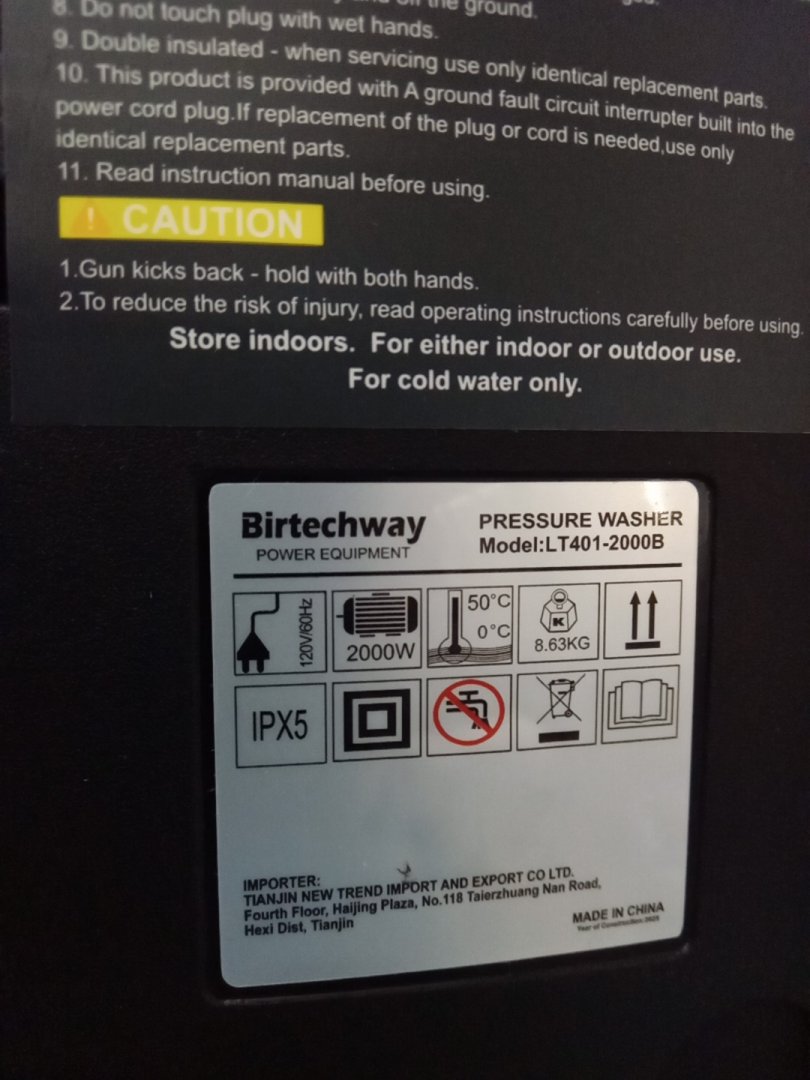 the ground.
8. Do not touch plug with wet hands.
9. Double insulated - when servicing use only identical replacement parts.
10. This product is provided with A ground fault circuit interrupter built into the
power cord plug.If replacement of the plug or cord is needed,use only
identical replacement parts.
11. Read instruction manual before using.
CAUTION
1.Gun kicks back - hold with both hands.
2.To reduce the risk of injury, read operating instructions carefully before using.
Store indoors. For either indoor or outdoor use.
For cold water only.
Birtechway
POWER EQUIPMENT
PRESSURE WASHER
Model:LT401-2000B
120V/60Hz
2000W
50°C
0°C
K
8.63KG
IPX5
IMPORTER:
TIANJIN NEW TREND IMPORT AND EXPORT CO LTD.
Fourth Floor, Haijing Plaza, No.118 Taierzhuang Nan Road,
Hexi Dist, Tianjin
MADE IN CHINA
Year of Construction